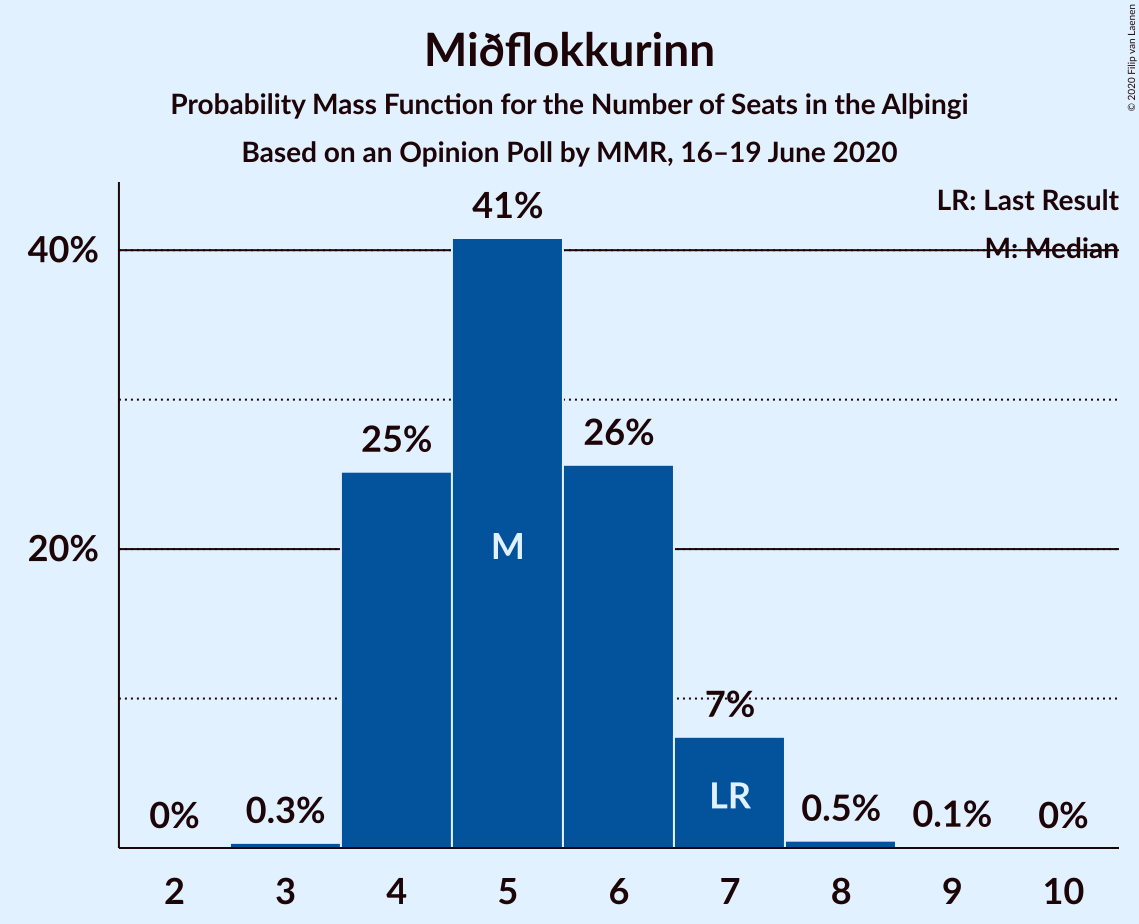 Miðflokkurinn
Probability Mass Function for the Number of Seats in the Alþingi
Based on an Opinion Poll by MMR, 16–19 June 2020
© 2020 Filip van Laenen
LR: Last Result
M: Median
40%
20%
0%
0.3%
25%
41%
26%
7%
0.5%
0.1%
0%
M
LR
2 3 4 5 6 7 8 9 10